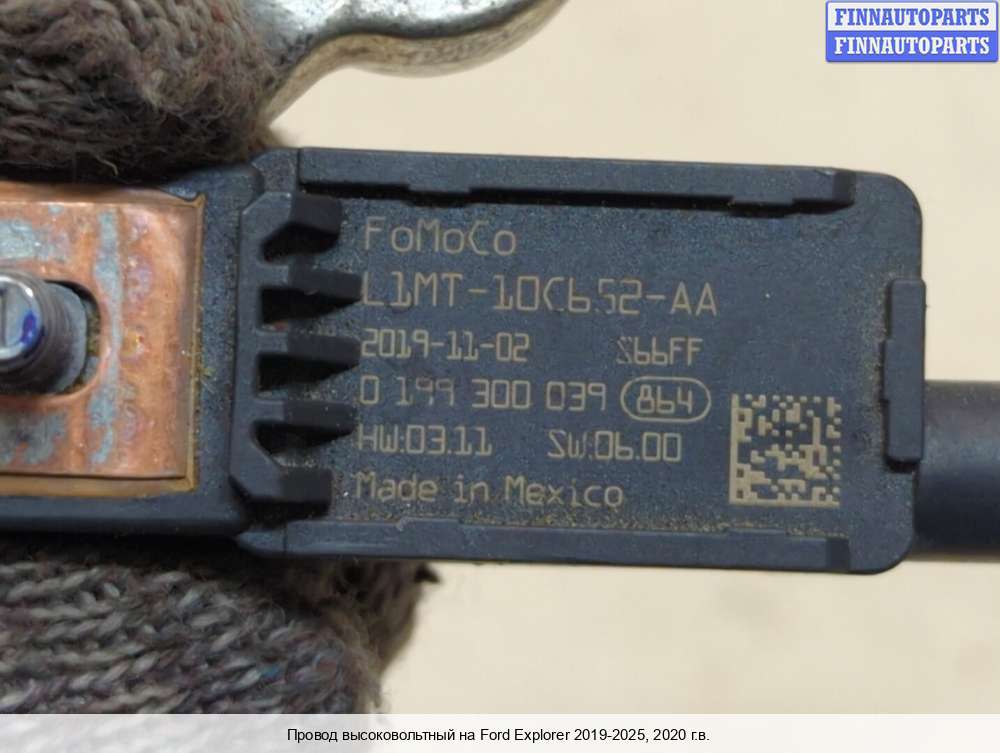 FINNAUTOPARTS
FINNAUTOPARTS
FoMoCo
L1MT-10C652-AA
2019-11-02 S66FF
0 199 300 039 864
HW:03.11 SW:06.00
Made in Mexico
Провод высоковольтный на Ford Explorer 2019-2025, 2020 г.в.